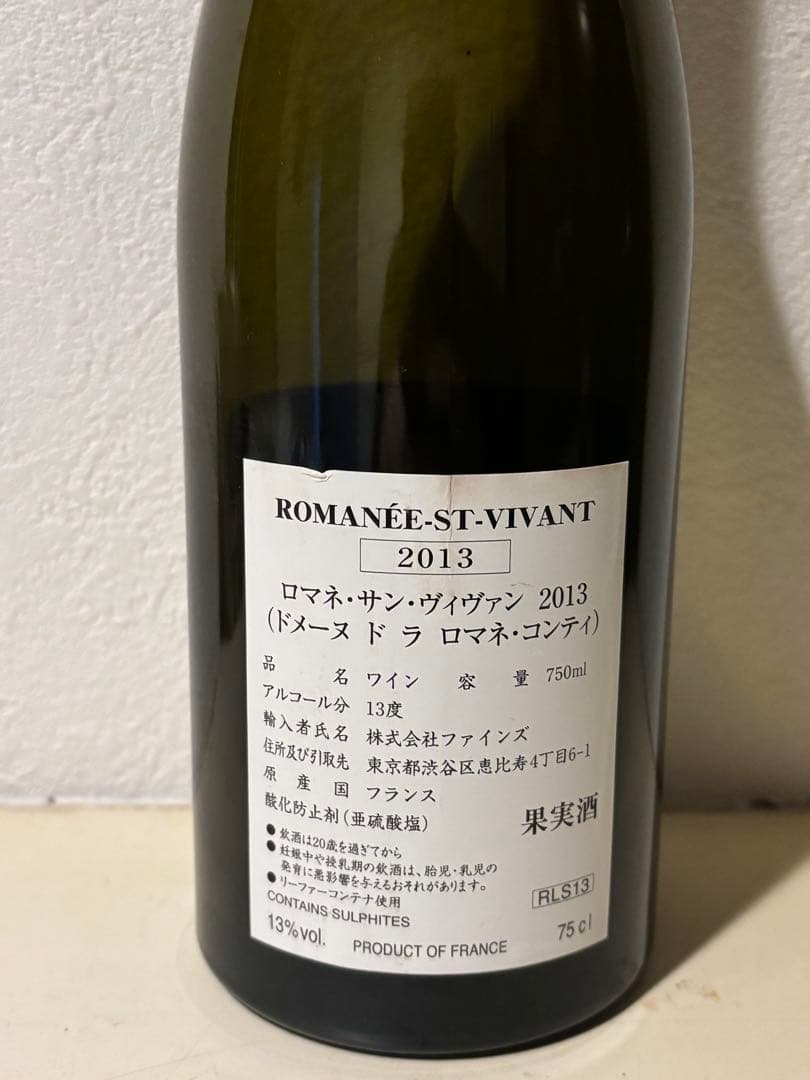 ROMANÉE-ST-VIVANT
2013
ロマネ・サン・ヴィヴァン 2013
(ドメーヌ ド ラ ロマネ・コンティ)
品名 ワイン 容量 750ml
アルコール分 13度
輸入者氏名 株式会社ファインズ
住所及び引取先 東京都渋谷区恵比寿4丁目6-1
原産国 フランス
酸化防止剤(亜硫酸塩)
果実酒
●飲酒は20歳を過ぎてから
●妊娠中や授乳期の飲酒は、胎児・乳児の
発育に悪影響を与えるおそれがあります。
●リーファーコンテナ使用
RLS13
CONTAINS SULPHITES
13%vol. PRODUCT OF FRANCE 75cl